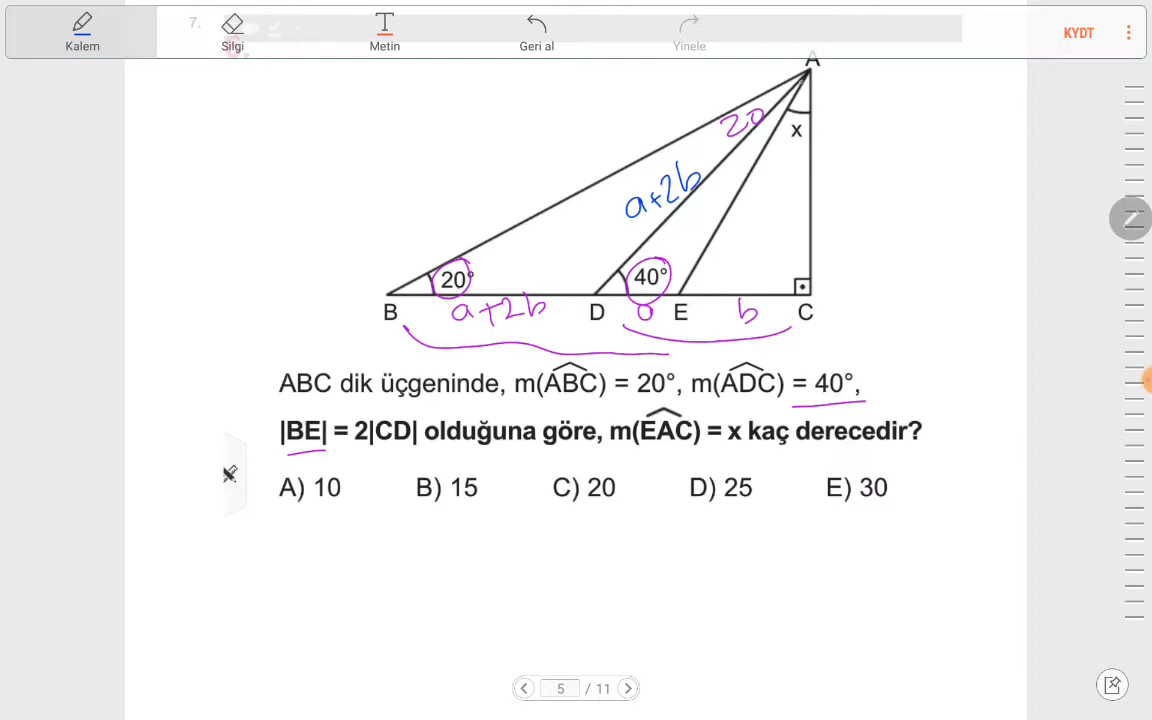 7.
Kalem
Silgi
Metin
Geri al
Yinele
KYDT
A
20
x
a+2b
20°
40°
B
a+2b
D
a
E
b
C
ABC dik üçgeninde, m(ABC) = 20°, m(ADC) = 40°,
|BE| = 2|CD| olduğuna göre, m(EAC) = x kaç derecedir?
A) 10 B) 15 C) 20 D) 25 E) 30
5 / 11